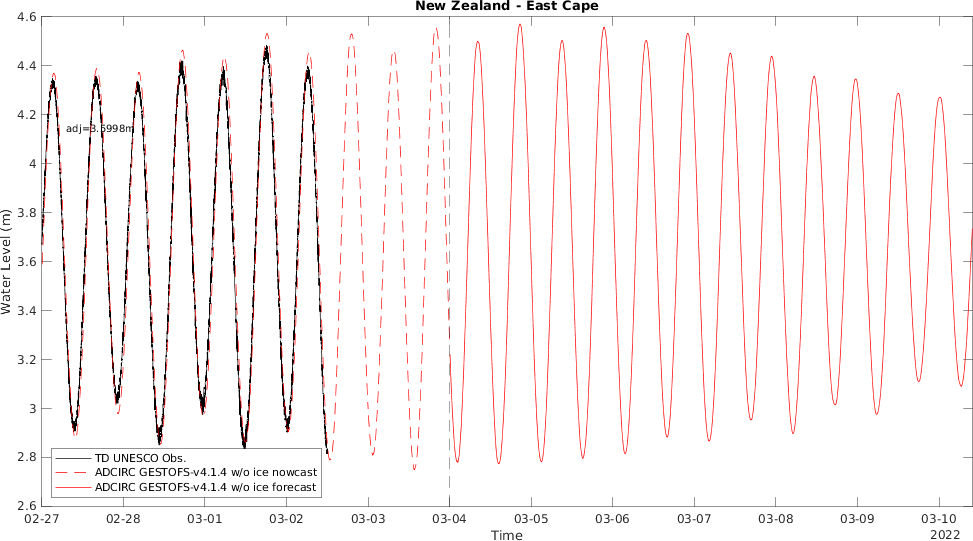 New Zealand - East Cape
4.6
4.4
4.2
4
3.8
3.6
3.4
3.2
3
2.8
2.6
Water Level (m)
adj=3.5998m
TD UNESCO Obs.
ADCIRC GESTOFS-v4.1.4 w/o ice nowcast
ADCIRC GESTOFS-v4.1.4 w/o ice forecast
02-27 02-28 03-01 03-02 03-03 03-04 03-05 03-06 03-07 03-08 03-09 03-10
Time
2022